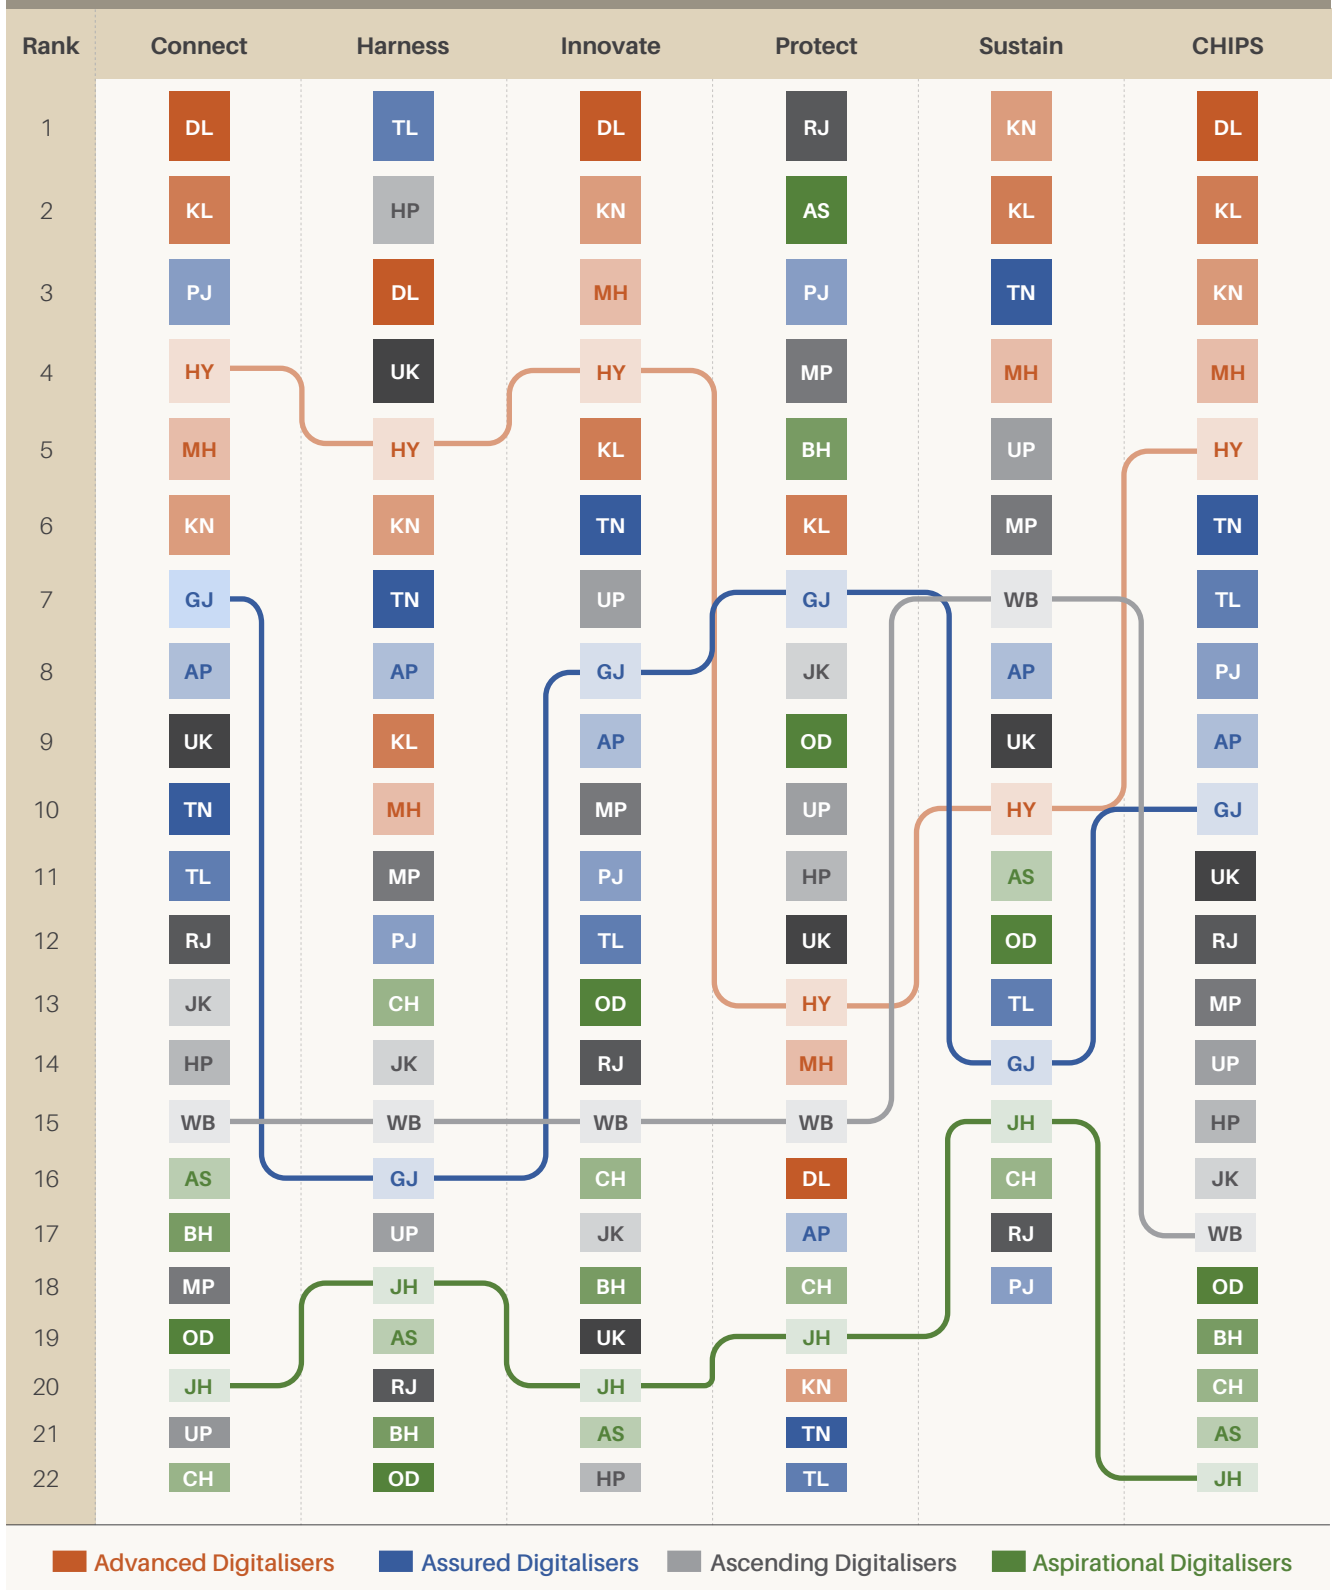 Rank Connect Harness Innovate Protect Sustain CHIPS
1 DL TL DL RJ KN DL
2 KL HP KN AS KL KL
3 PJ DL MH PJ TN KN
4 HY UK HY MP MH MH
5 MH HY KL BH UP HY
6 KN KN TN KL MP TN
7 GJ TN UP GJ WB TL
8 AP AP GJ JK AP PJ
9 UK KL AP OD UK AP
10 TN MH MP UP HY GJ
11 TL MP PJ HP AS UK
12 RJ PJ TL UK OD RJ
13 JK CH OD HY TL MP
14 HP JK RJ MH GJ UP
15 WB WB WB WB JH HP
16 AS GJ CH DL CH JK
17 BH UP JK AP RJ WB
18 MP JH BH CH PJ OD
19 OD AS UK JH BH
20 JH RJ JH KN CH
21 UP BH AS TN AS
22 CH OD HP TL JH
Advanced Digitalisers Assured Digitalisers Ascending Digitalisers Aspirational Digitalisers